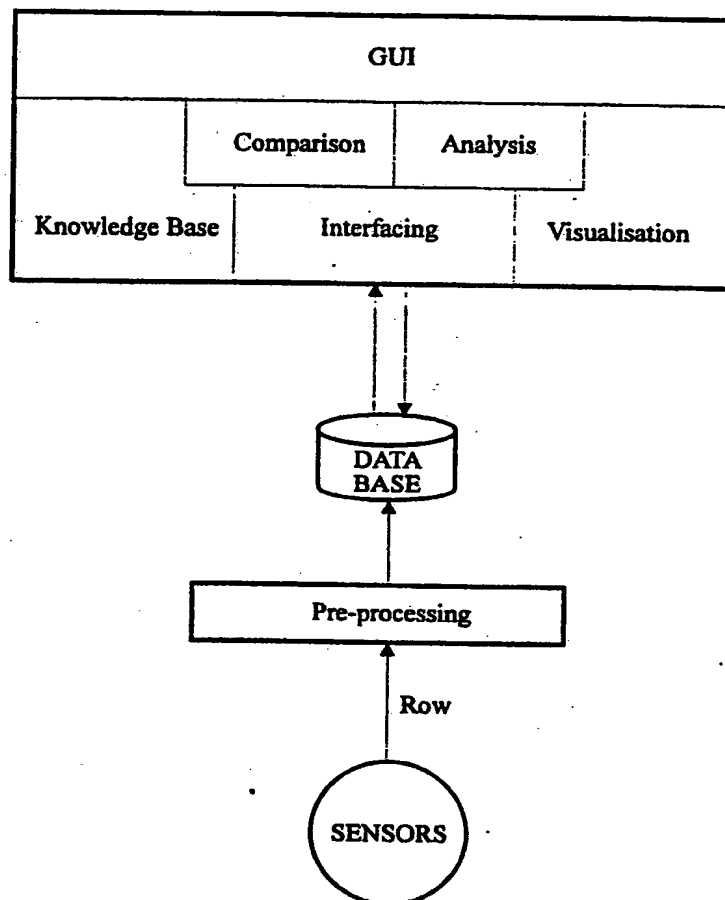 GUI
Comparison
Analysis
Knowledge Base
Interfacing
Visualisation
DATA
BASE
Pre-processing
Row
SENSORS